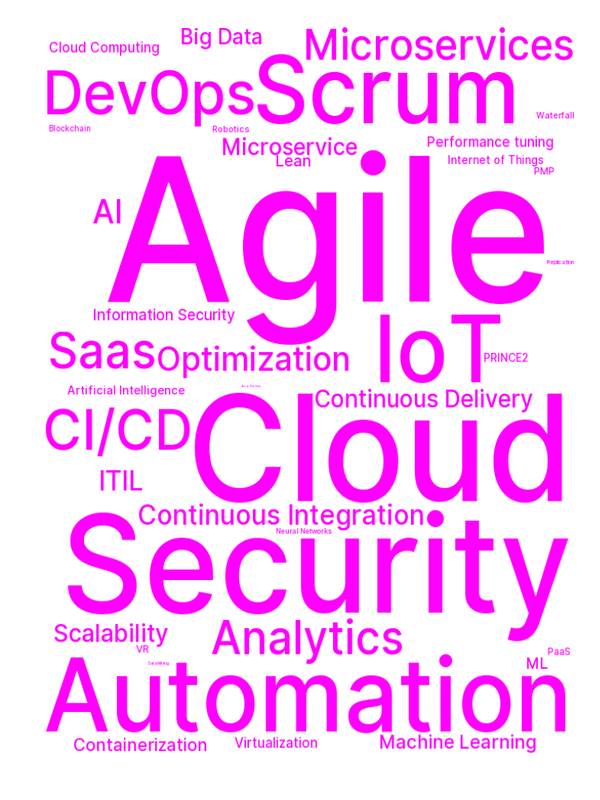 Big Data
Microservices
Cloud Computing
DevOps
Scrum
Waterfall
Blockchain
Robotics
Microservice
Performance tuning
Lean
Internet of Things
PMP
Agile
AI
Replication
Information Security
IoT
Saas
Optimization
PRINCE2
Artificial Intelligence
Continuous Delivery
CI/CD
Cloud
ITIL
Continuous Integration
Neural Networks
Security
Scalability
Analytics
VR
PaaS
ML
Automation
Containerization
Virtualization
Machine Learning